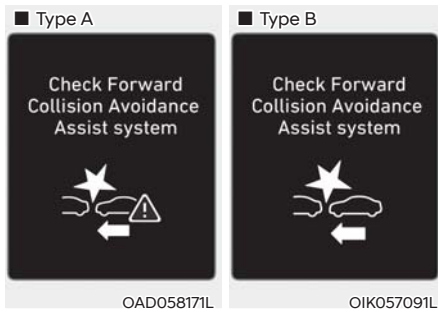 ■ Type A
Check Forward
Collision Avoidance
Assist system
OAD058171L
■ Type B
Check Forward
Collision Avoidance
Assist system
OIK057091L